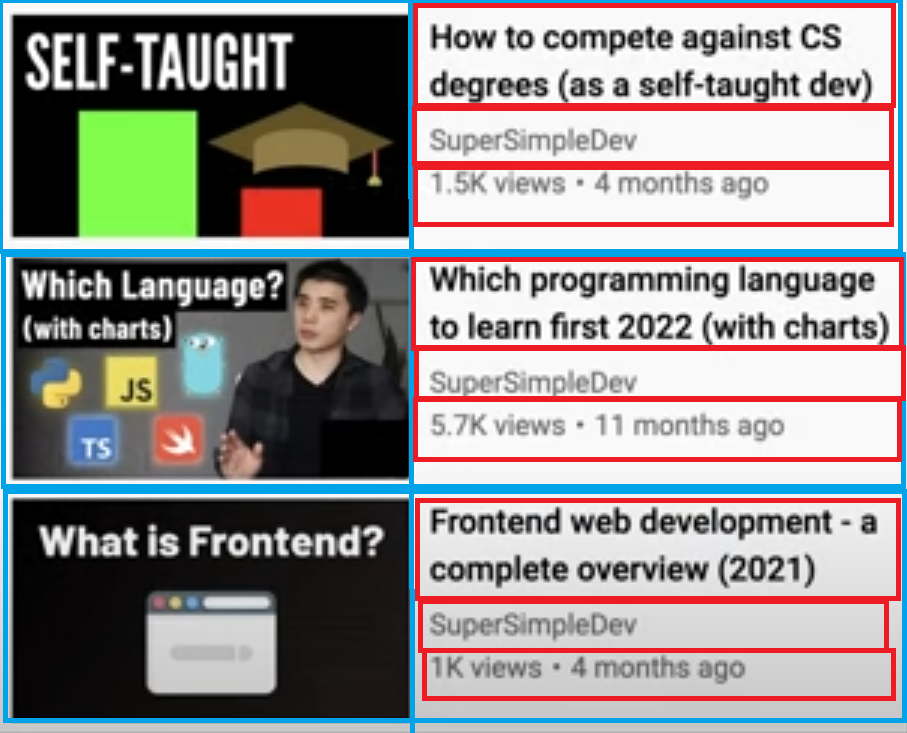 SELF-TAUGHT
How to compete against CS
degrees (as a self-taught dev)
SuperSimpleDev
1.5K views • 4 months ago
Which Language?
(with charts)
JS
TS
Which programming language
to learn first 2022 (with charts)
SuperSimpleDev
5.7K views • 11 months ago
What is Frontend?
Frontend web development - a
complete overview (2021)
SuperSimpleDev
1K views • 4 months ago